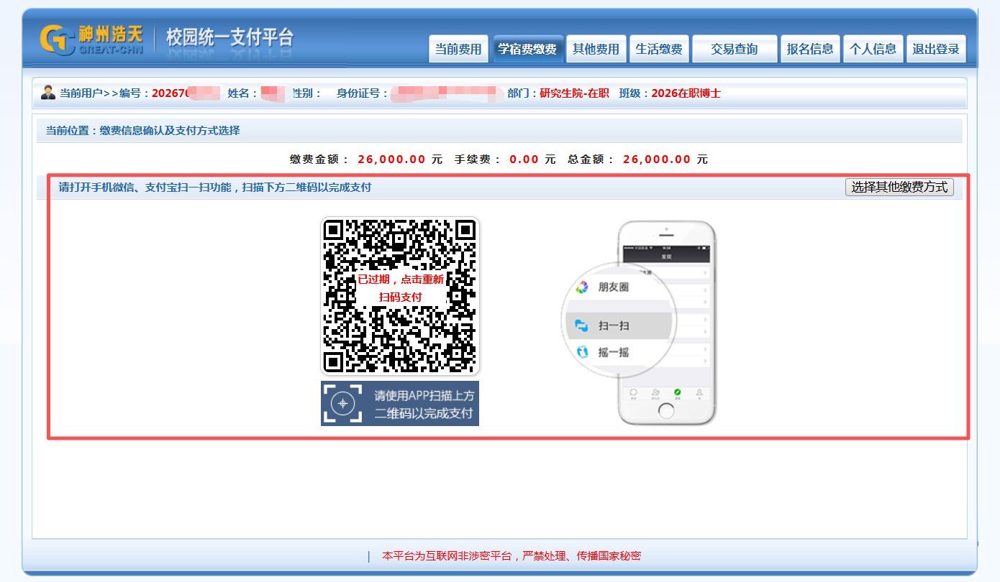 神州浩天
GREAT-CHN
校园统一支付平台
当前费用 学宿费缴费 其他费用 生活缴费 交易查询 报名信息 个人信息 退出登录
当前用户>>编号：202670 姓名： 性别： 身份证号： 部门：研究生院-在职 班级：2026在职博士
当前位置：缴费信息确认及支付方式选择
缴费金额： 26,000.00 元 手续费： 0.00 元 总金额： 26,000.00 元
请打开手机微信、支付宝扫一扫功能，扫描下方二维码以完成支付
选择其他缴费方式
已过期，点击重新
扫码支付
请使用APP扫描上方
二维码以完成支付
发现
朋友圈
扫一扫
摇一摇
| 本平台为互联网非涉密平台，严禁处理、传播国家秘密